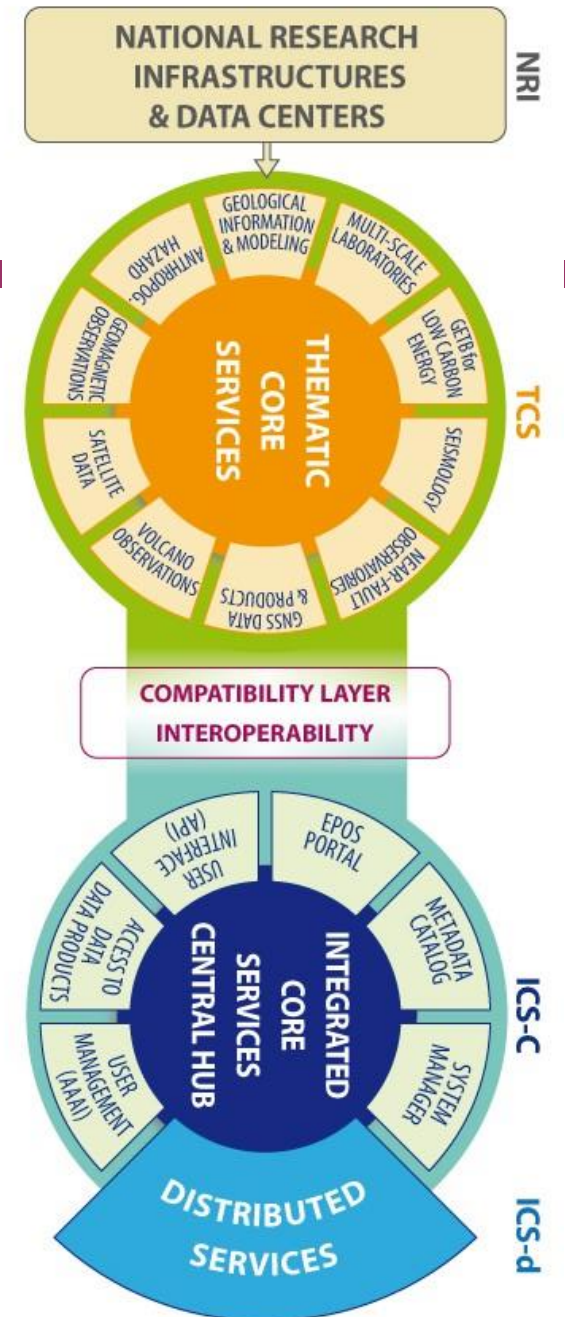 NATIONAL RESEARCH
INFRASTRUCTURES
& DATA CENTERS
NRI
GEOLOGICAL
INFORMATION
& MODELING
MULTI-SCALE
LABORATORIES
GETB for
LOW CARBON
ENERGY
SEISMOLOGY
NEAR-FAULT
OBSERVATORIES
GNSS DATA
& PRODUCTS
VOLCANO
OBSERVATIONS
SATELLITE
DATA
GEOMAGNETIC
OBSERVATIONS
ANTHROPOG.
HAZARD
THEMATIC
CORE
SERVICES
TCS
COMPATIBILITY LAYER
INTEROPERABILITY
USER
INTERFACE
(API)
EPOS
PORTAL
METADATA
CATALOG
SYSTEM
MANAGER
ACCESS TO
DATA
DATA PRODUCTS
USER
MANAGEMENT
(AAAI)
INTEGRATED
CORE
SERVICES
CENTRAL HUB
ICS-C
DISTRIBUTED
SERVICES
ICS-d